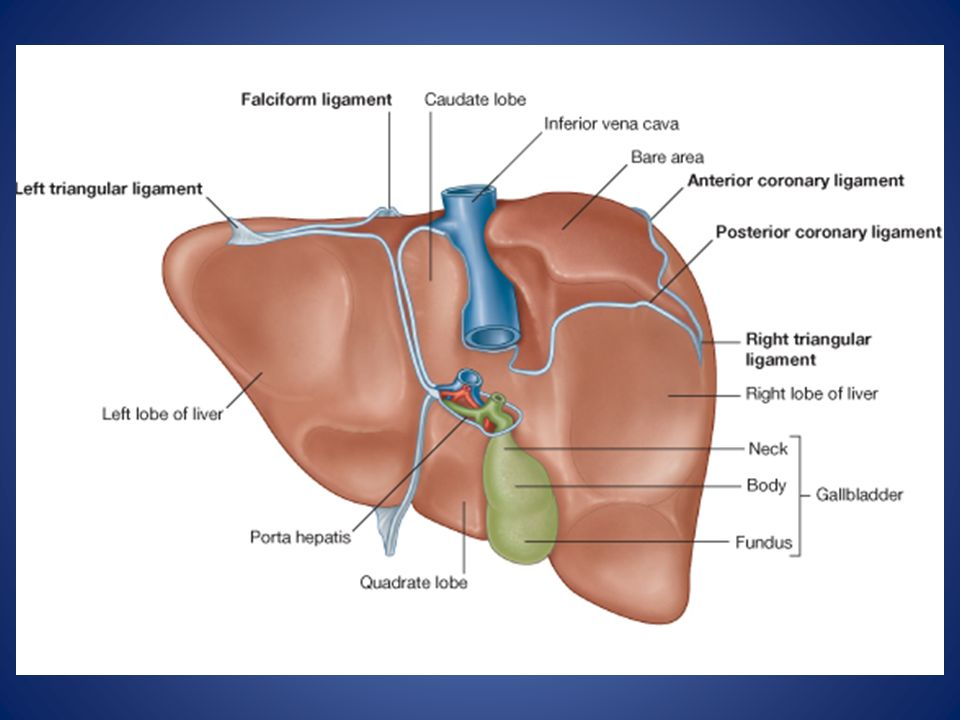 Falciform ligament
Caudate lobe
Inferior vena cava
Bare area
Left triangular ligament
Anterior coronary ligament
Posterior coronary ligament
Right triangular
ligament
Right lobe of liver
Left lobe of liver
Neck
Body
Gallbladder
Porta hepatis
Fundus
Quadrate lobe